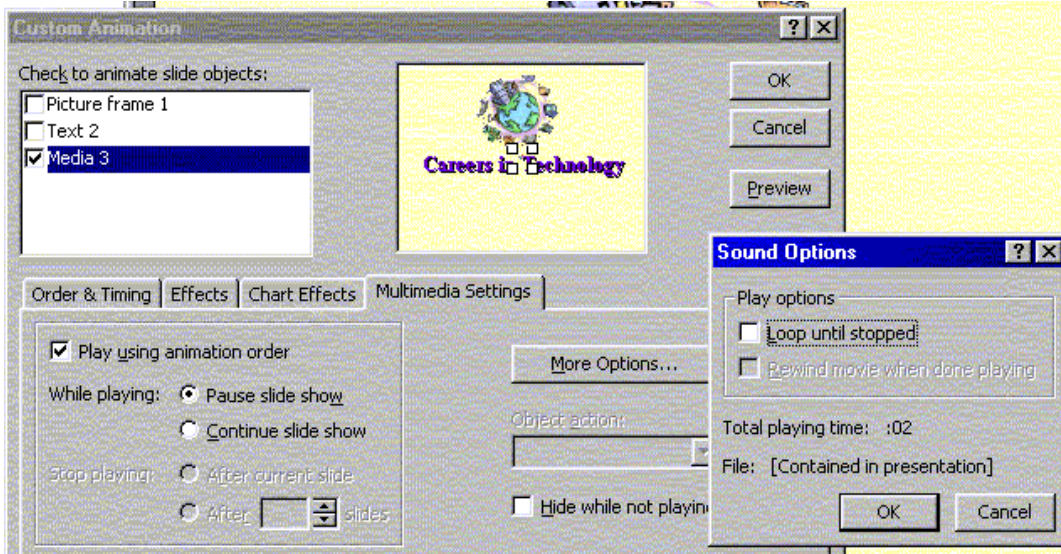 Custom Animation
Check to animate slide objects:
Picture frame 1
Text 2
Media 3
Careers in Technology
OK
Cancel
Preview
Order & Timing
Effects
Chart Effects
Multimedia Settings
Play using animation order
While playing:
Pause slide show
Continue slide show
Stop playing:
After current slide
After
slides
More Options...
Object action:
Hide while not playin
Sound Options
Play options
Loop until stopped
Rewind movie when done playing
Total playing time: :02
File: [Contained in presentation]
OK
Cancel